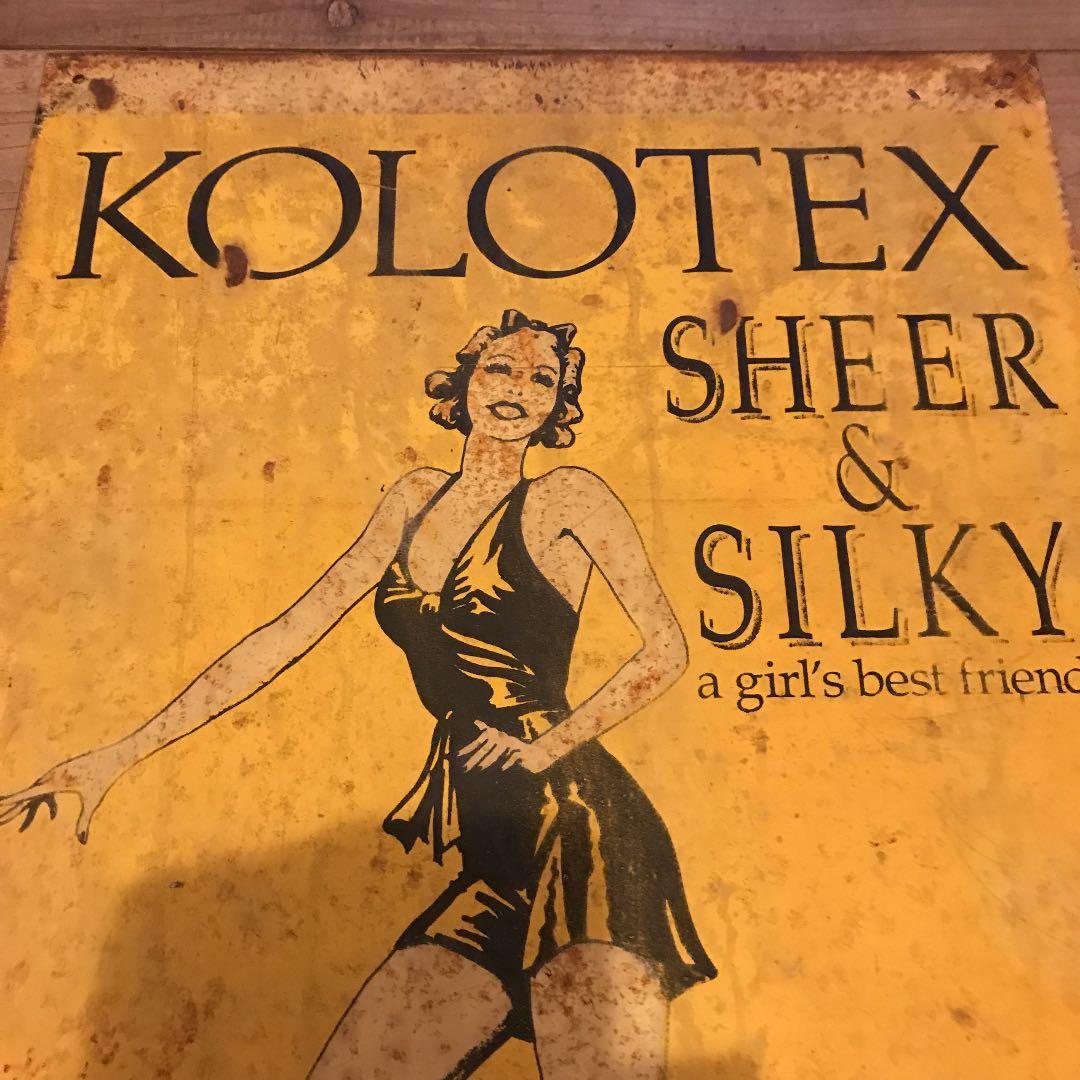 KOLOTEX
SHEER
&
SILKY
a girl's best friend